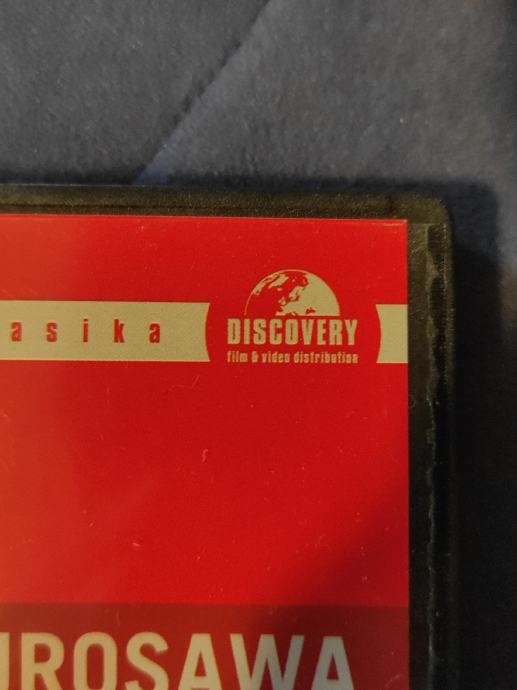 asika
DISCOVERY
film & video distribution
UROSAWA